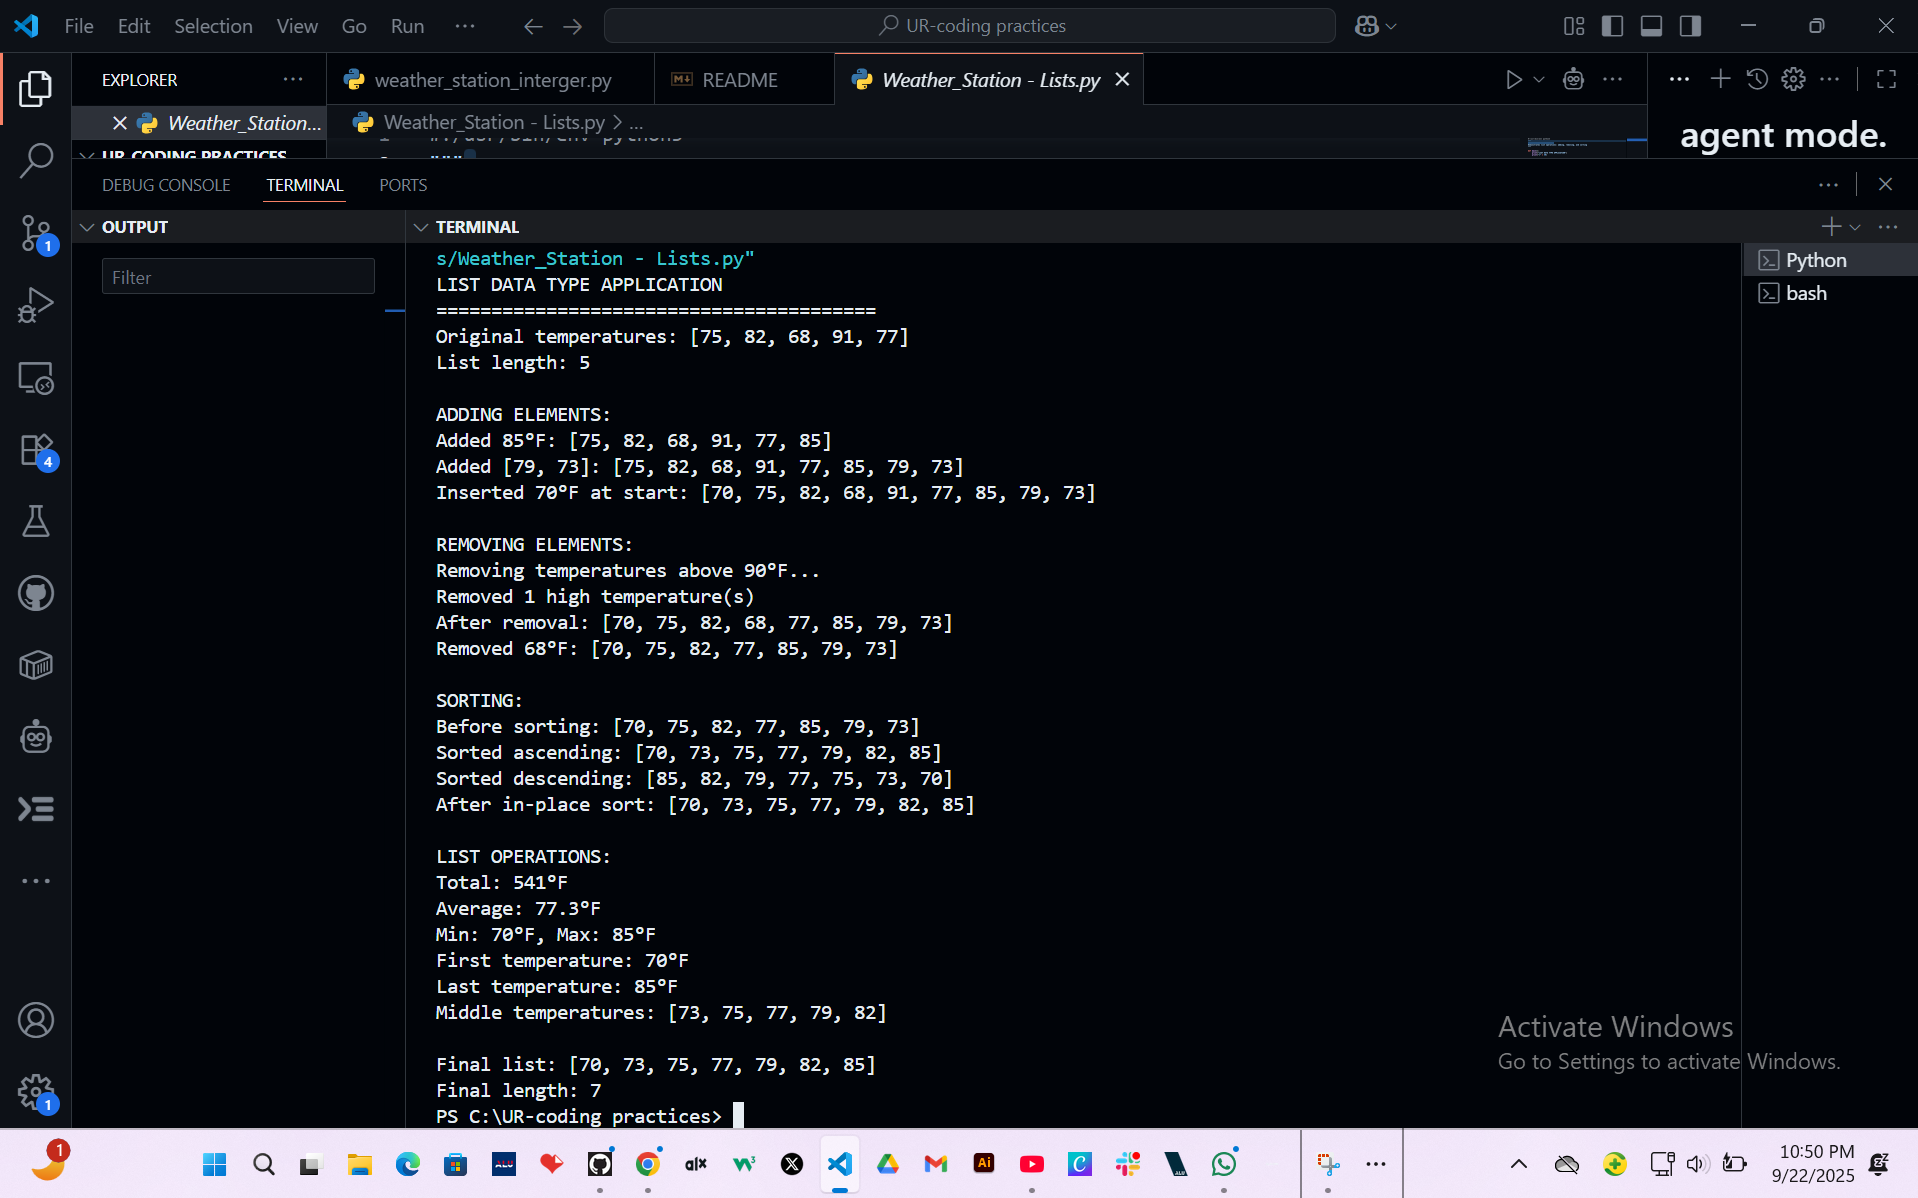 File Edit Selection View Go Run ··· UR-coding practices
EXPLORER ··· weather_station_interger.py README Weather_Station - Lists.py
Weather_Station... Weather_Station - Lists.py > ...
agent mode.
UR-CODING PRACTICES
DEBUG CONSOLE TERMINAL PORTS
OUTPUT TERMINAL
Filter
Python
bash
s/Weather_Station - Lists.py"
LIST DATA TYPE APPLICATION
========================================
Original temperatures: [75, 82, 68, 91, 77]
List length: 5
ADDING ELEMENTS:
Added 85°F: [75, 82, 68, 91, 77, 85]
Added [79, 73]: [75, 82, 68, 91, 77, 85, 79, 73]
Inserted 70°F at start: [70, 75, 82, 68, 91, 77, 85, 79, 73]
REMOVING ELEMENTS:
Removing temperatures above 90°F...
Removed 1 high temperature(s)
After removal: [70, 75, 82, 68, 77, 85, 79, 73]
Removed 68°F: [70, 75, 82, 77, 85, 79, 73]
SORTING:
Before sorting: [70, 75, 82, 77, 85, 79, 73]
Sorted ascending: [70, 73, 75, 77, 79, 82, 85]
Sorted descending: [85, 82, 79, 77, 75, 73, 70]
After in-place sort: [70, 73, 75, 77, 79, 82, 85]
LIST OPERATIONS:
Total: 541°F
Average: 77.3°F
Min: 70°F, Max: 85°F
First temperature: 70°F
Last temperature: 85°F
Middle temperatures: [73, 75, 77, 79, 82]
Final list: [70, 73, 75, 77, 79, 82, 85]
Final length: 7
PS C:\UR-coding practices>
Activate Windows
Go to Settings to activate Windows.
1
4
1
1
ALU
alx
Ai
10:50 PM
9/22/2025